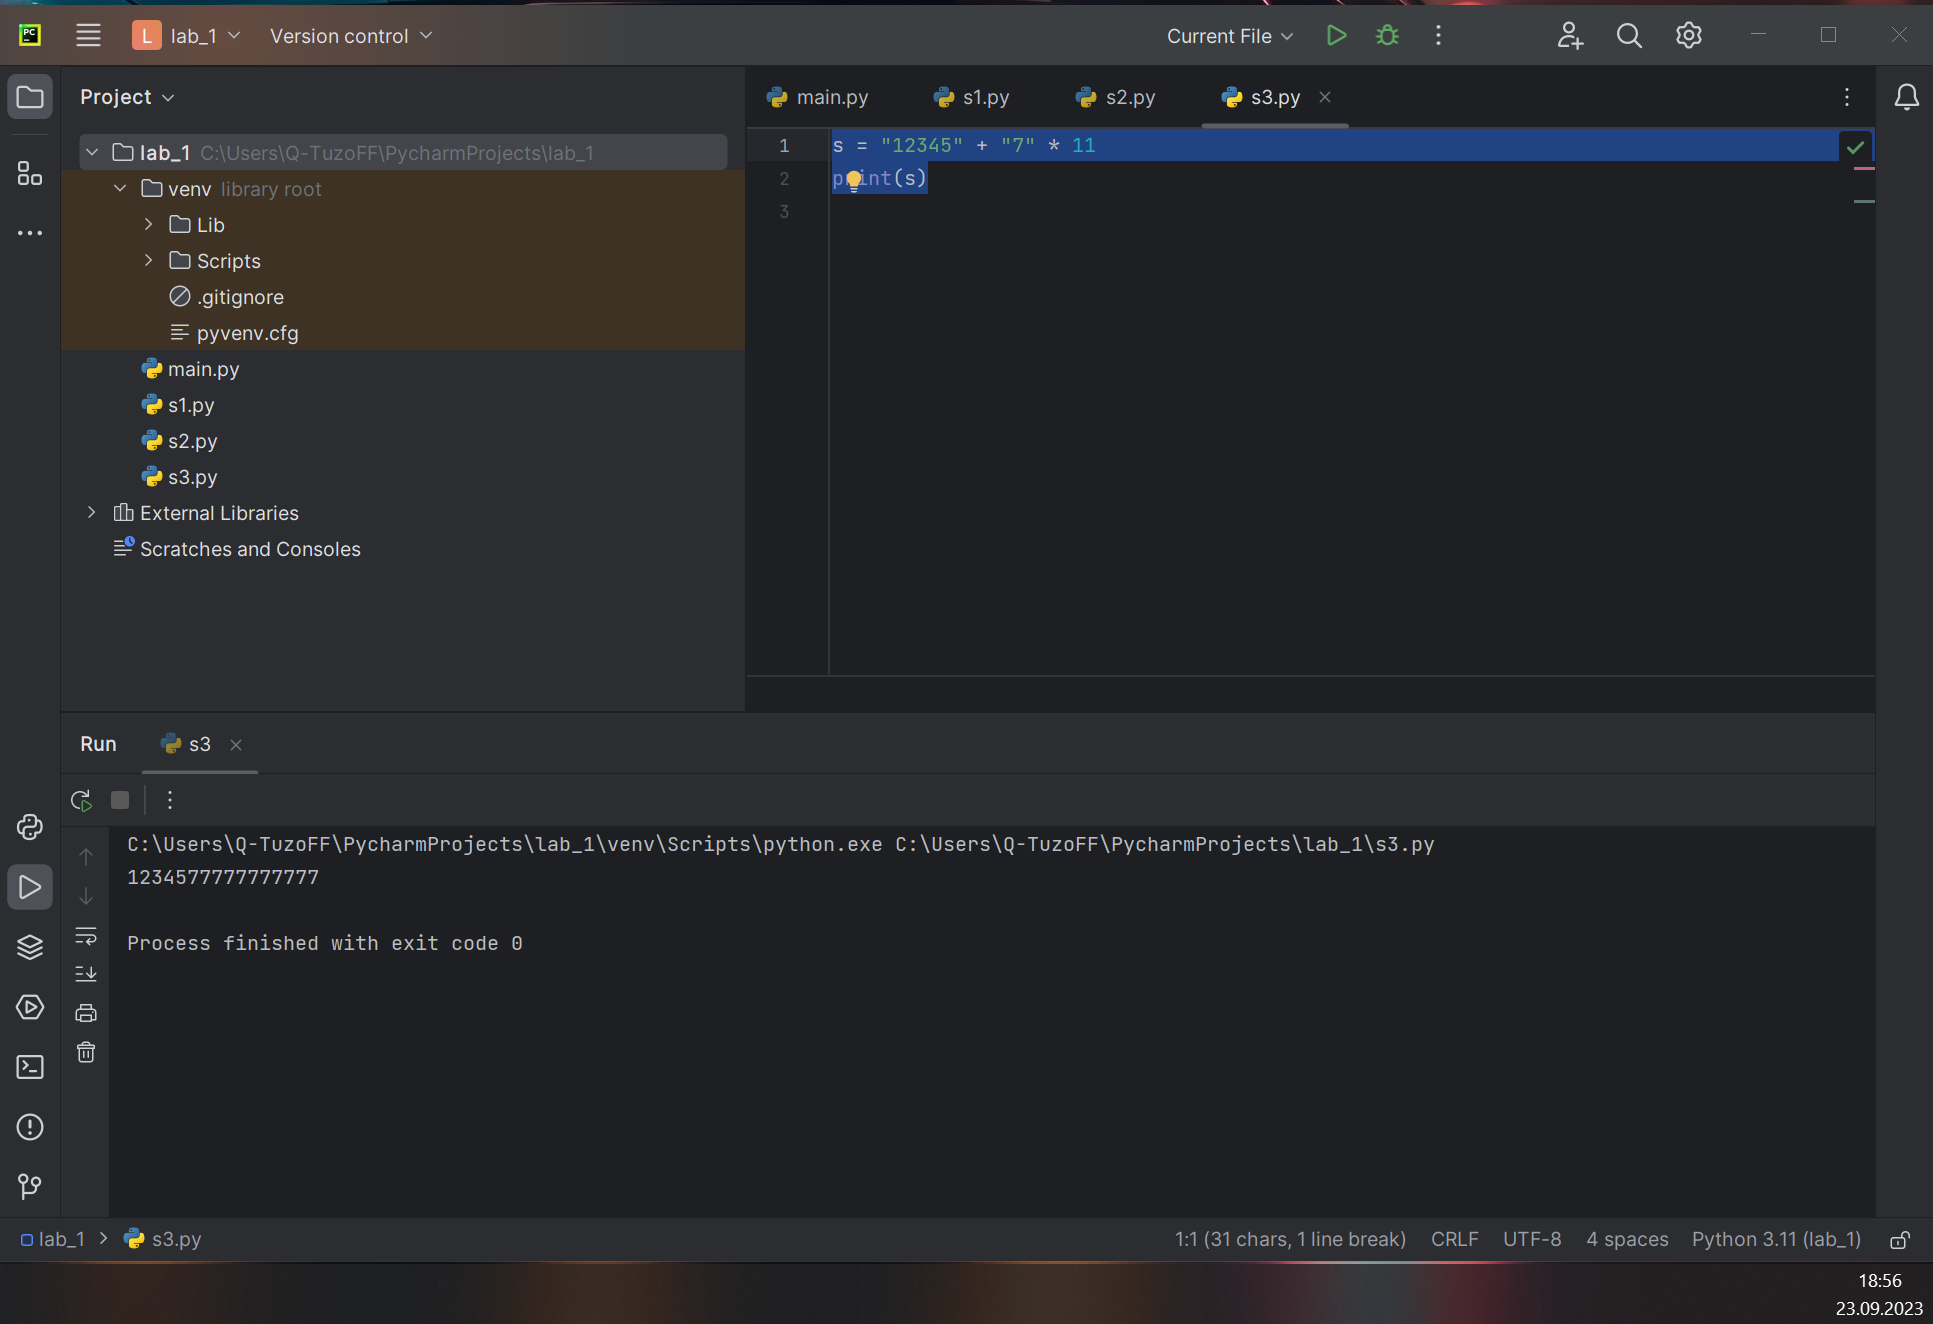 PC
L lab_1 Version control Current File
Project
main.py s1.py s2.py s3.py
lab_1 C:\Users\Q-TuzoFF\PycharmProjects\lab_1
venv library root
Lib
Scripts
.gitignore
pyvenv.cfg
main.py
s1.py
s2.py
s3.py
External Libraries
Scratches and Consoles
1 s = "12345" + "7" * 11
2 print(s)
3
Run s3
C:\Users\Q-TuzoFF\PycharmProjects\lab_1\venv\Scripts\python.exe C:\Users\Q-TuzoFF\PycharmProjects\lab_1\s3.py
1234577777777777
Process finished with exit code 0
lab_1 s3.py 1:1 (31 chars, 1 line break) CRLF UTF-8 4 spaces Python 3.11 (lab_1)
18:56
23.09.2023